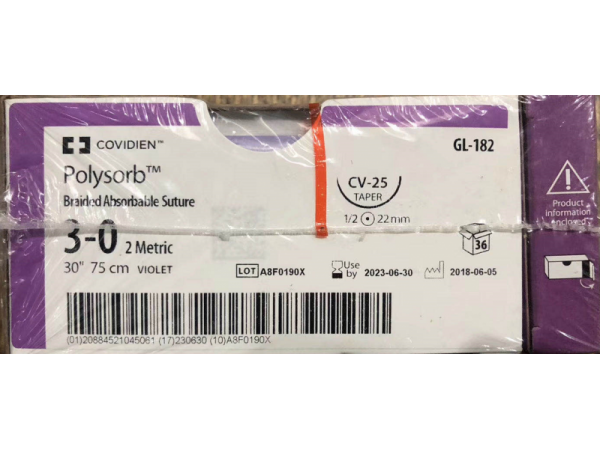 COVIDIEN™
GL-182
Polysorb™
Braided Absorbable Suture
CV-25
TAPER
1/2 22mm
3-0 2 Metric
30" 75 cm VIOLET
36
LOT A8F0190X
Use by 2023-06-30
2018-06-05
(01)20884521045061 (17)230630 (10)A8F0190X
Product
information
enclosed